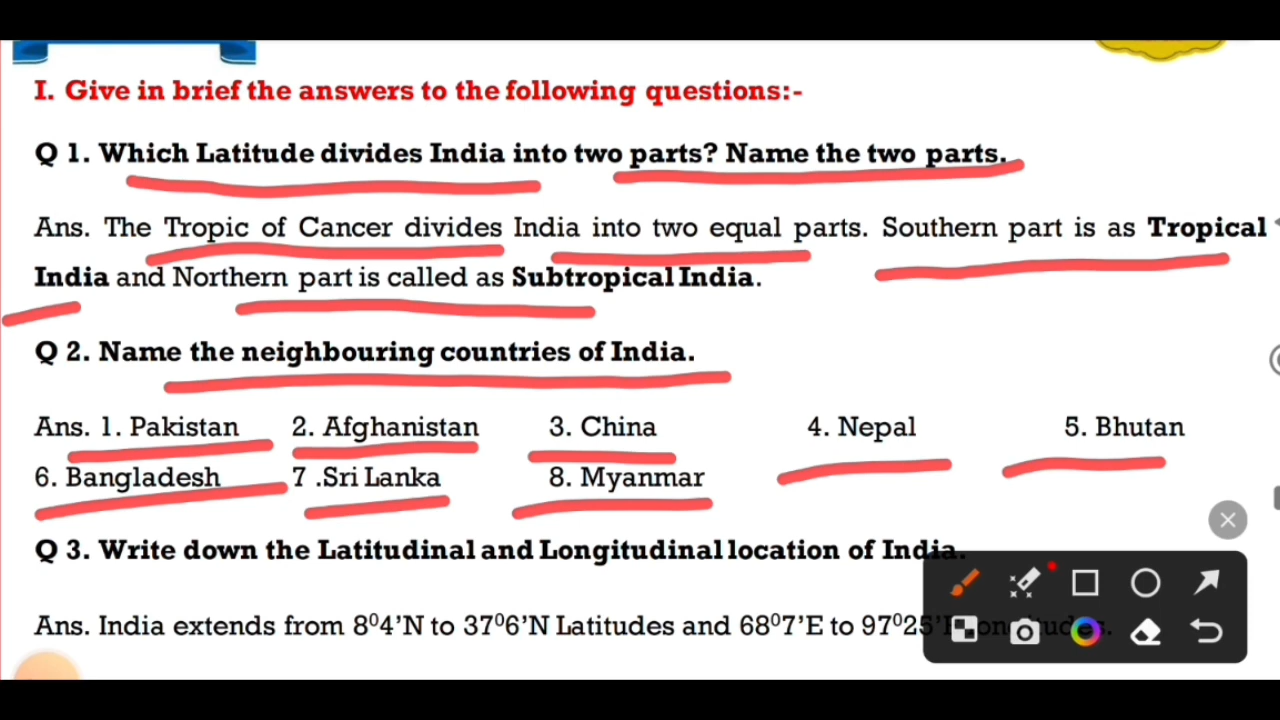 I. Give in brief the answers to the following questions:-
Q 1. Which Latitude divides India into two parts? Name the two parts.
Ans. The Tropic of Cancer divides India into two equal parts. Southern part is as Tropical
India and Northern part is called as Subtropical India.
Q 2. Name the neighbouring countries of India.
Ans. 1. Pakistan 2. Afghanistan 3. China 4. Nepal 5. Bhutan
6. Bangladesh 7 .Sri Lanka 8. Myanmar
Q 3. Write down the Latitudinal and Longitudinal location of India.
Ans. India extends from 8⁰4’N to 37⁰6’N Latitudes and 68⁰7’E to 97⁰25’